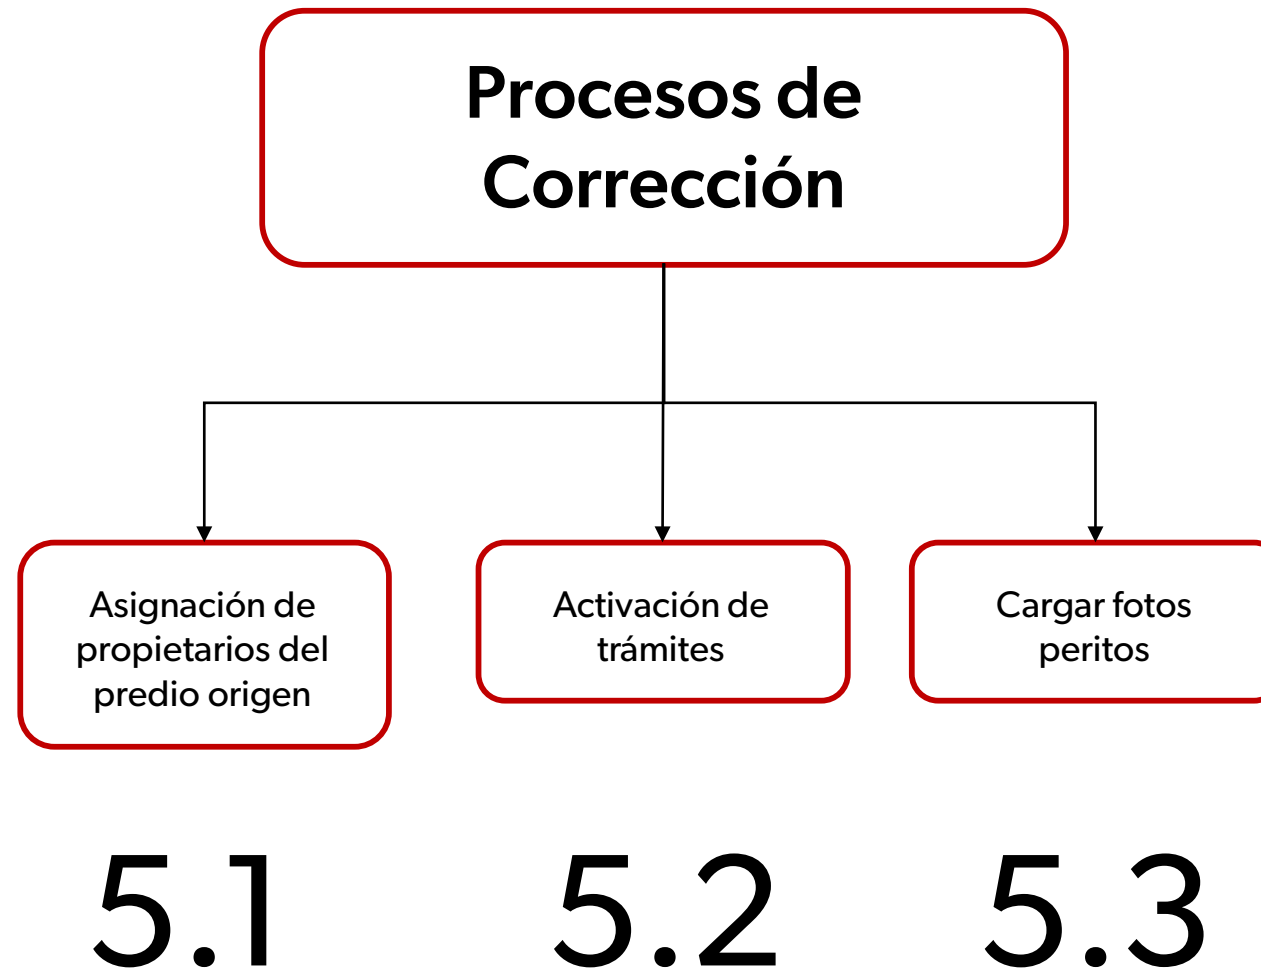 Procesos de
Corrección
Asignación de
propietarios del
predio origen
Activación de
trámites
Cargar fotos
peritos
5.1
5.2
5.3